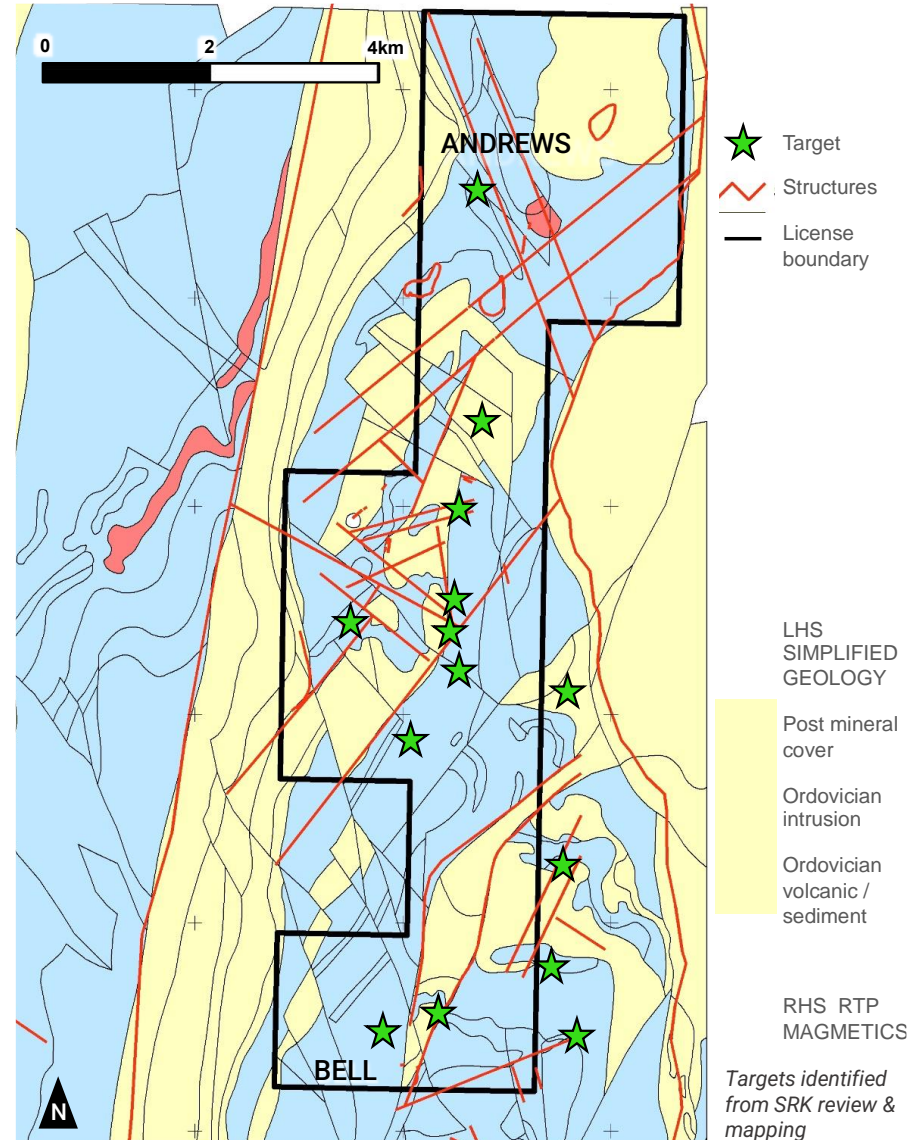 0 2 4km
ANDREWS
BELL
N
Target
Structures
License
boundary
LHS
SIMPLIFIED
GEOLOGY
Post mineral
cover
Ordovician
intrusion
Ordovician
volcanic /
sediment
RHS RTP
MAGMETICS
Targets identified
from SRK review &
mapping